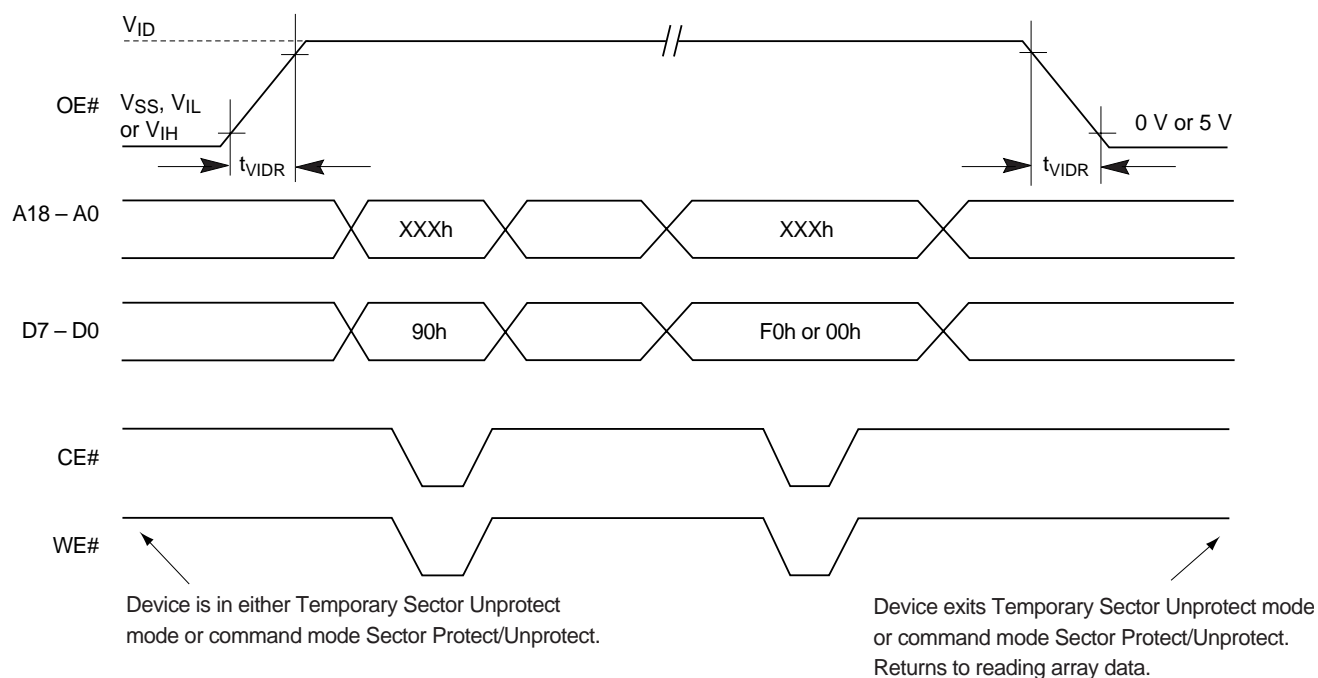 VID
OE#
VSS, VIL
or VIH
0 V or 5 V
tVIDR
tVIDR
A18 – A0
XXXh
XXXh
D7 – D0
90h
F0h or 00h
CE#
WE#
Device is in either Temporary Sector Unprotect
mode or command mode Sector Protect/Unprotect.
Device exits Temporary Sector Unprotect mode
or command mode Sector Protect/Unprotect.
Returns to reading array data.